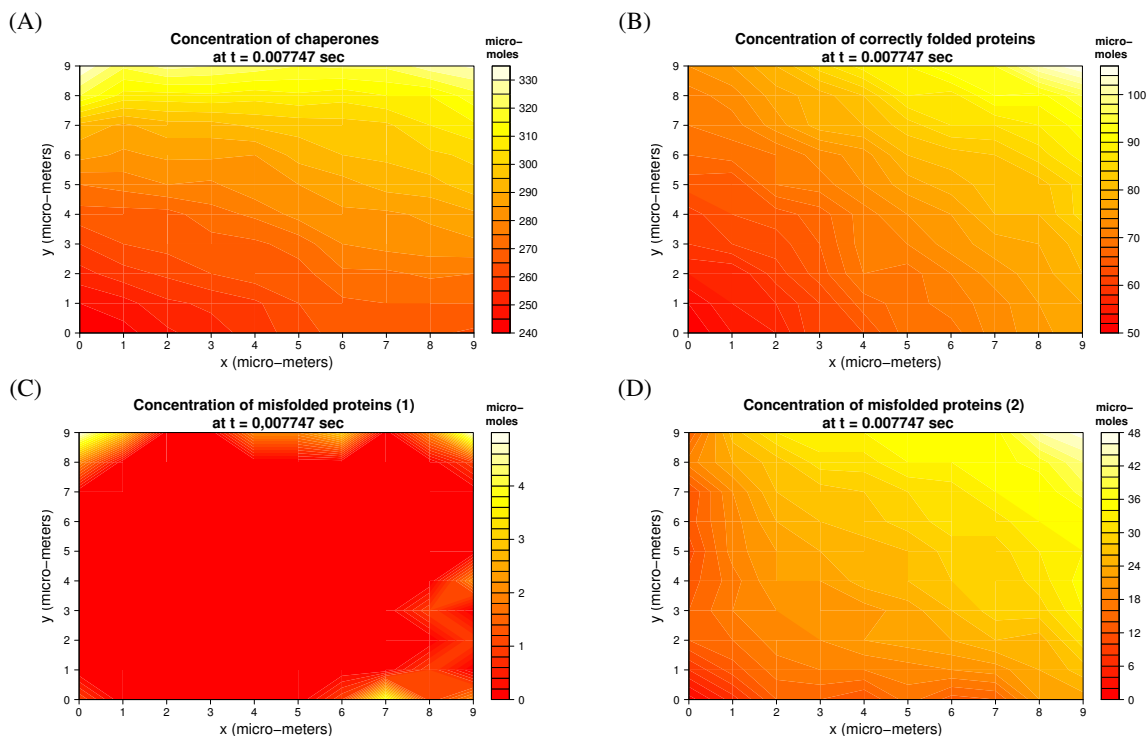 (A)
Concentration of chaperones
at t = 0.007747 sec
micro−
moles
y (micro−meters)
9
8
7
6
5
4
3
2
1
0
0 1 2 3 4 5 6 7 8 9
x (micro−meters)
330
320
310
300
290
280
270
260
250
240
(B)
Concentration of correctly folded proteins
at t = 0.007747 sec
micro−
moles
y (micro−meters)
9
8
7
6
5
4
3
2
1
0
0 1 2 3 4 5 6 7 8 9
x (micro−meters)
100
90
80
70
60
50
(C)
Concentration of misfolded proteins (1)
at t = 0,007747 sec
micro−
moles
y (micro−meters)
9
8
7
6
5
4
3
2
1
0
0 1 2 3 4 5 6 7 8 9
x (micro−meters)
4
3
2
1
0
(D)
Concentration of misfolded proteins (2)
at t = 0.007747 sec
micro−
moles
y (micro−meters)
9
8
7
6
5
4
3
2
1
0
0 1 2 3 4 5 6 7 8 9
x (micro−meters)
48
42
36
30
24
18
12
6
0